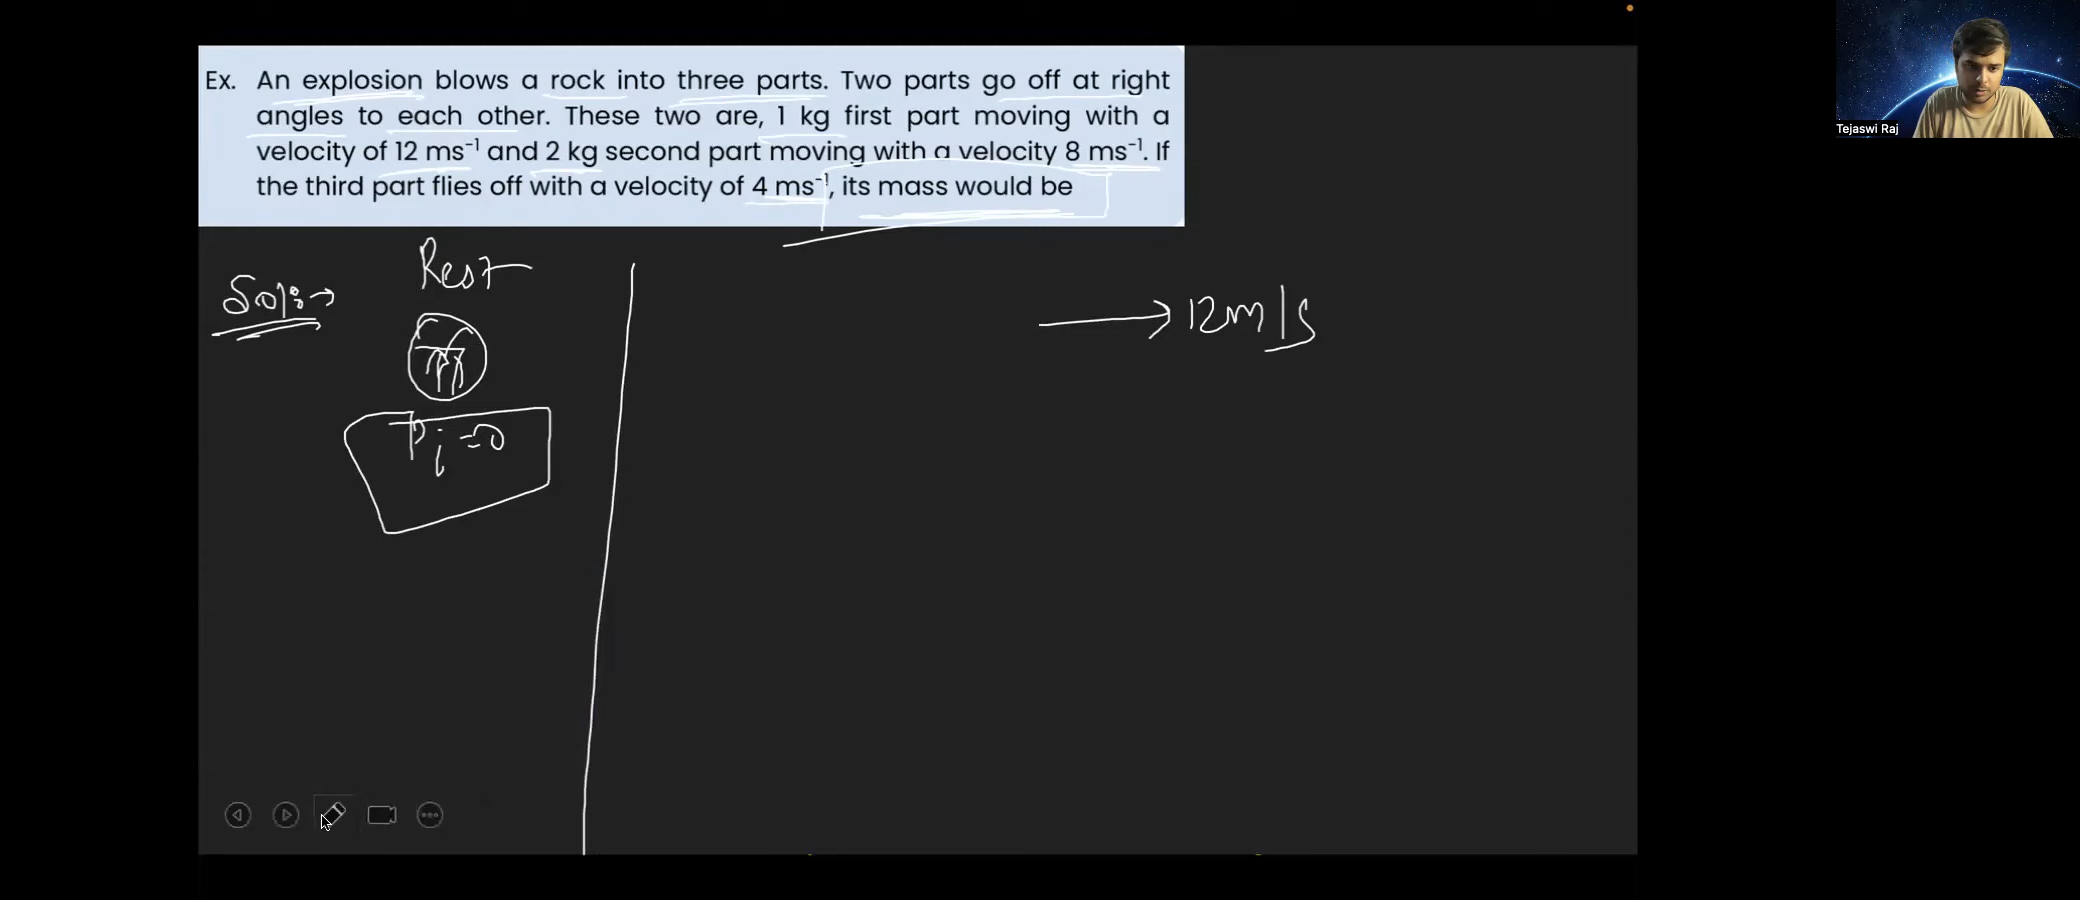 Ex. An explosion blows a rock into three parts. Two parts go off at right
angles to each other. These two are, 1 kg first part moving with a
velocity of 12 ms⁻¹ and 2 kg second part moving with a velocity 8 ms⁻¹. If
the third part flies off with a velocity of 4 ms⁻¹, its mass would be
Rest
Sol:→
12m/s
Pi=0
Tejaswi Raj